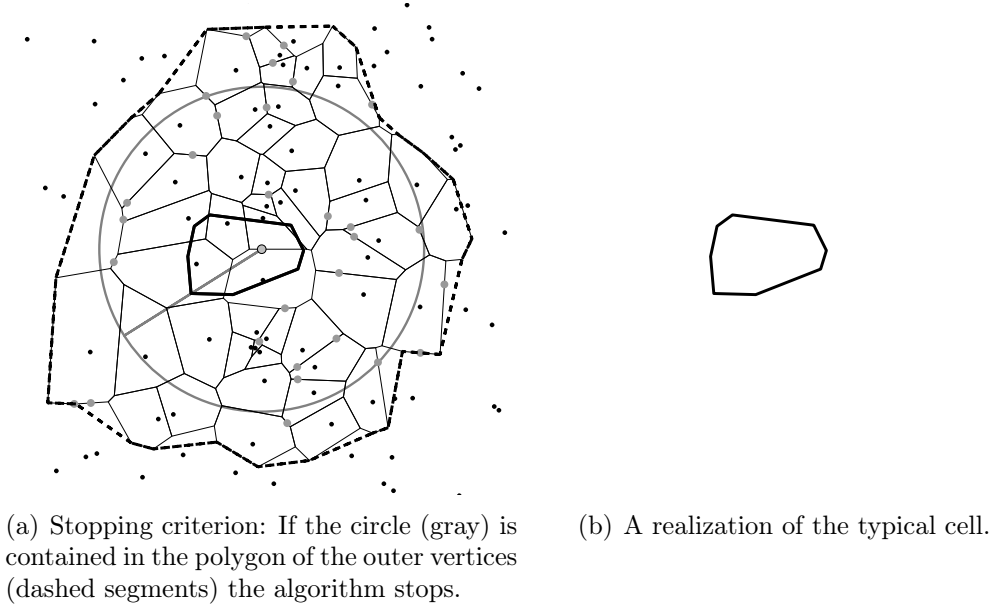 (a) Stopping criterion: If the circle (gray) is
contained in the polygon of the outer vertices
(dashed segments) the algorithm stops.
(b) A realization of the typical cell.